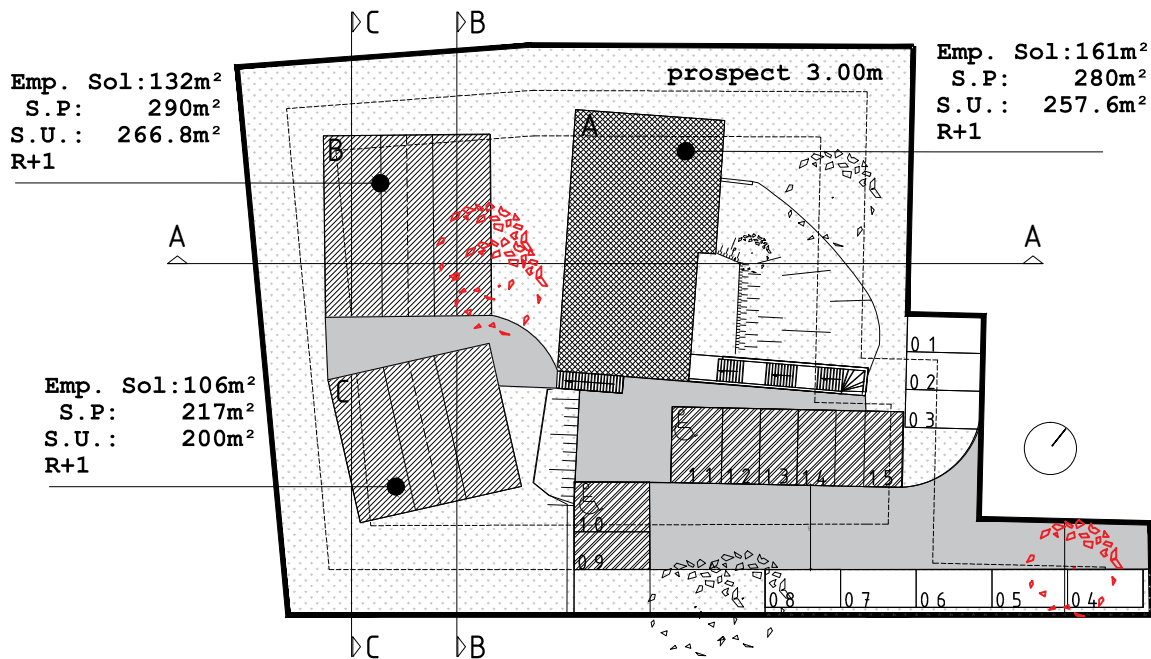 C
B
prospect 3.00m
Emp. Sol:161m²
S.P: 280m²
S.U.: 257.6m²
R+1
Emp. Sol:132m²
S.P: 290m²
S.U.: 266.8m²
R+1
A
B
A
A
01
02
03
Emp. Sol:106m²
S.P: 217m²
S.U.: 200m²
R+1
C
5
11 12 13 14 15
5
10
09
08 07 06 05 04
C
B